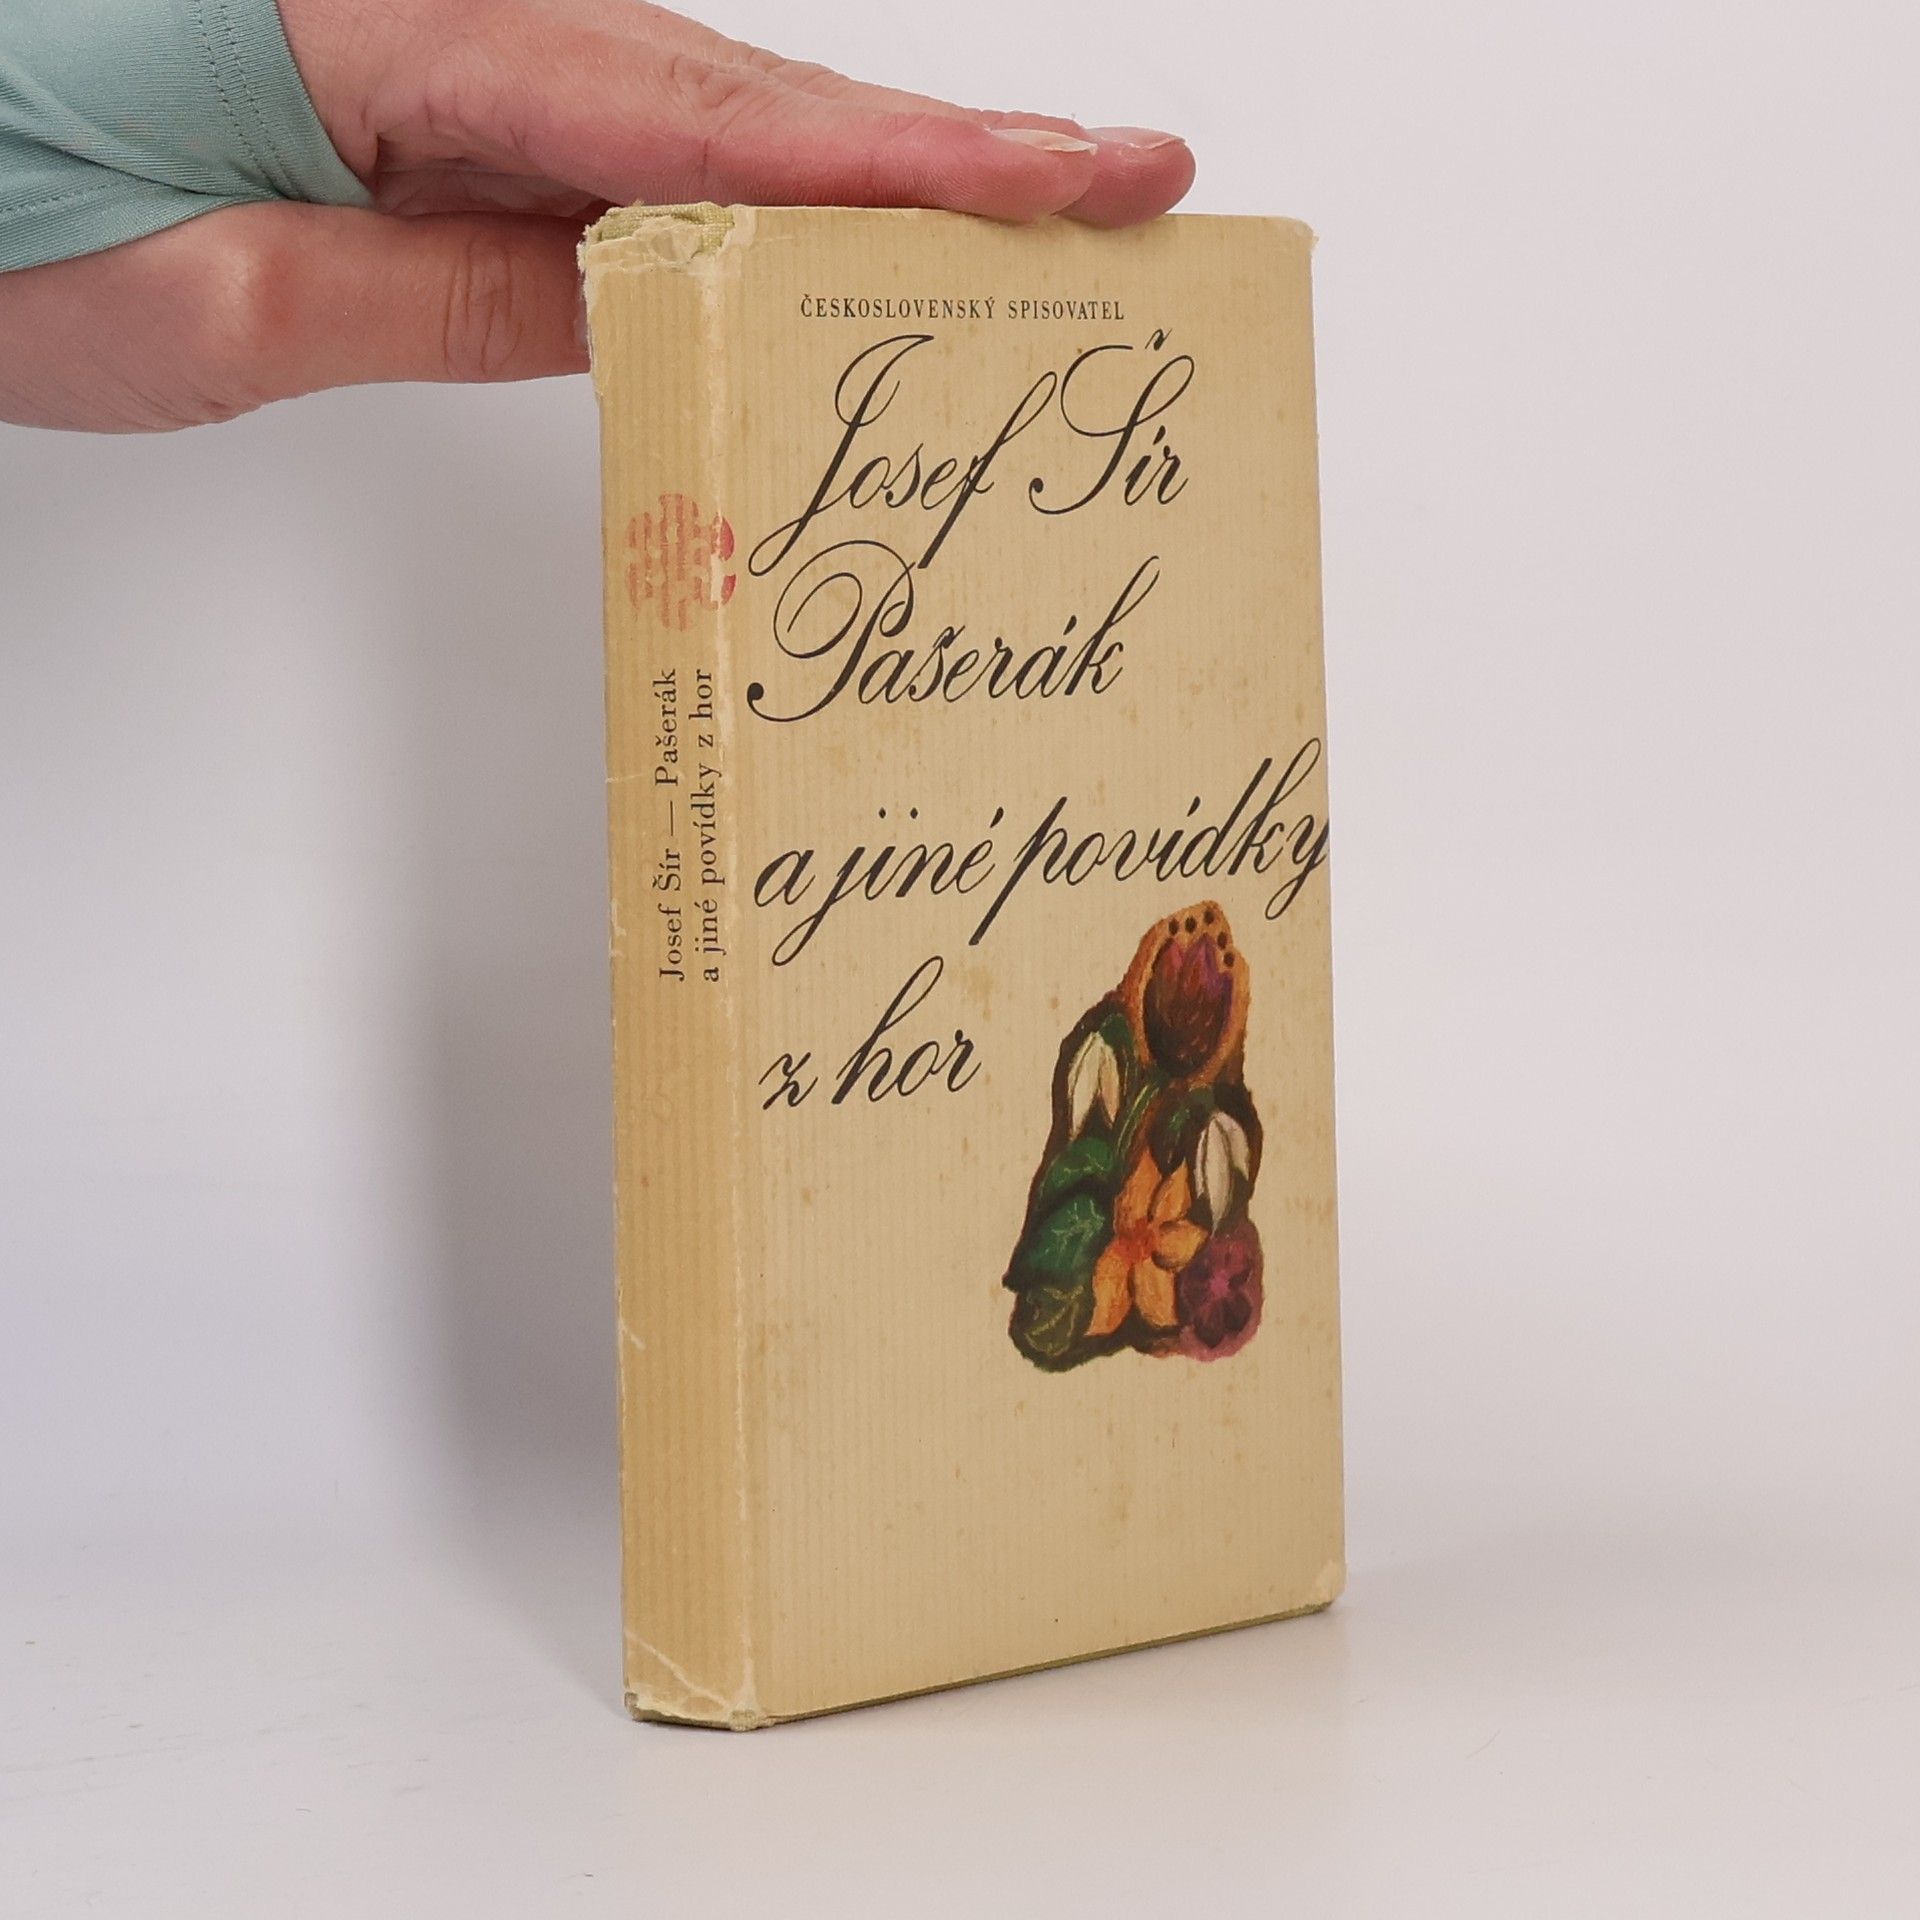 ČESKOSLOVENSKÝ SPISOVATEL
Josef Šír
Pašerák
a jiné povídky
z hor
Josef Šír — Pašerák
a jiné povídky z hor